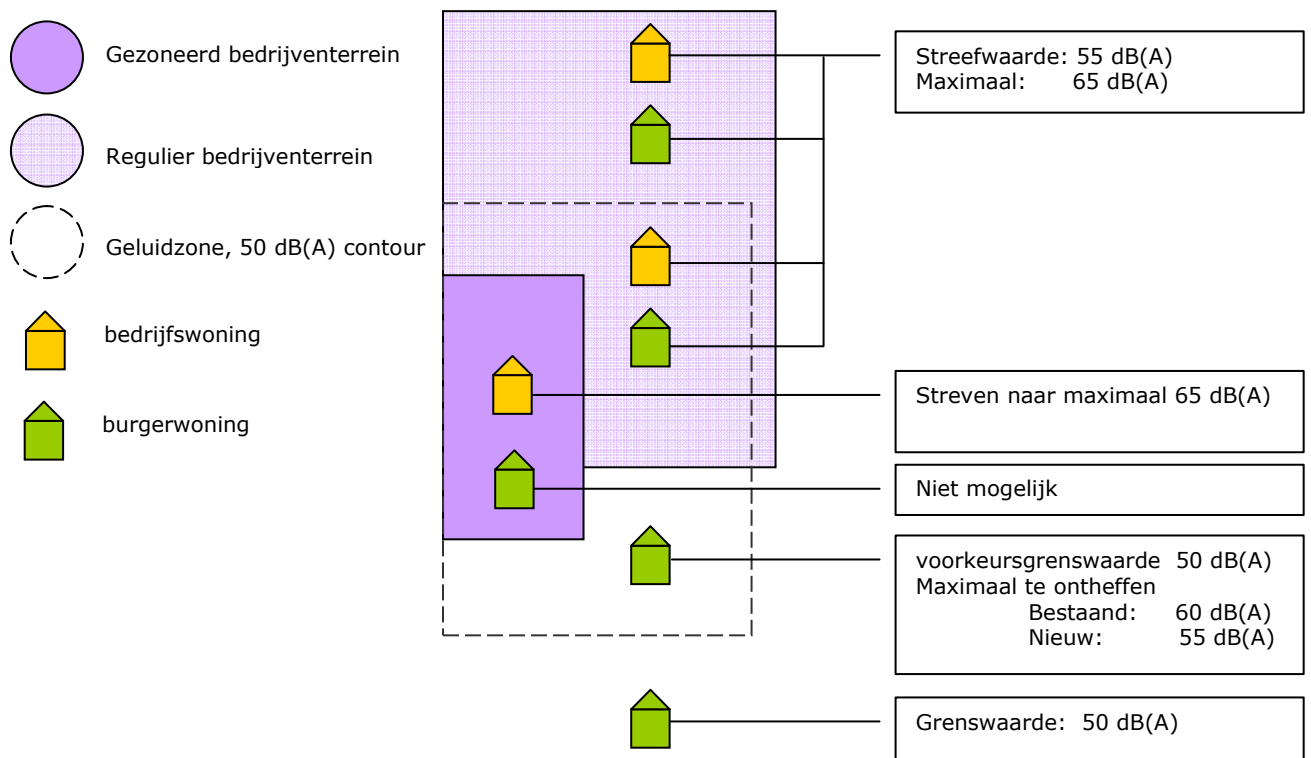 Gezoneerd bedrijventerrein
Regulier bedrijventerrein
Geluidzone, 50 dB(A) contour
bedrijfswoning
burgerwoning
Streefwaarde: 55 dB(A)
Maximaal: 65 dB(A)
Streven naar maximaal 65 dB(A)
Niet mogelijk
voorkeursgrenswaarde 50 dB(A)
Maximaal te ontheffen
Bestaand: 60 dB(A)
Nieuw: 55 dB(A)
Grenswaarde: 50 dB(A)